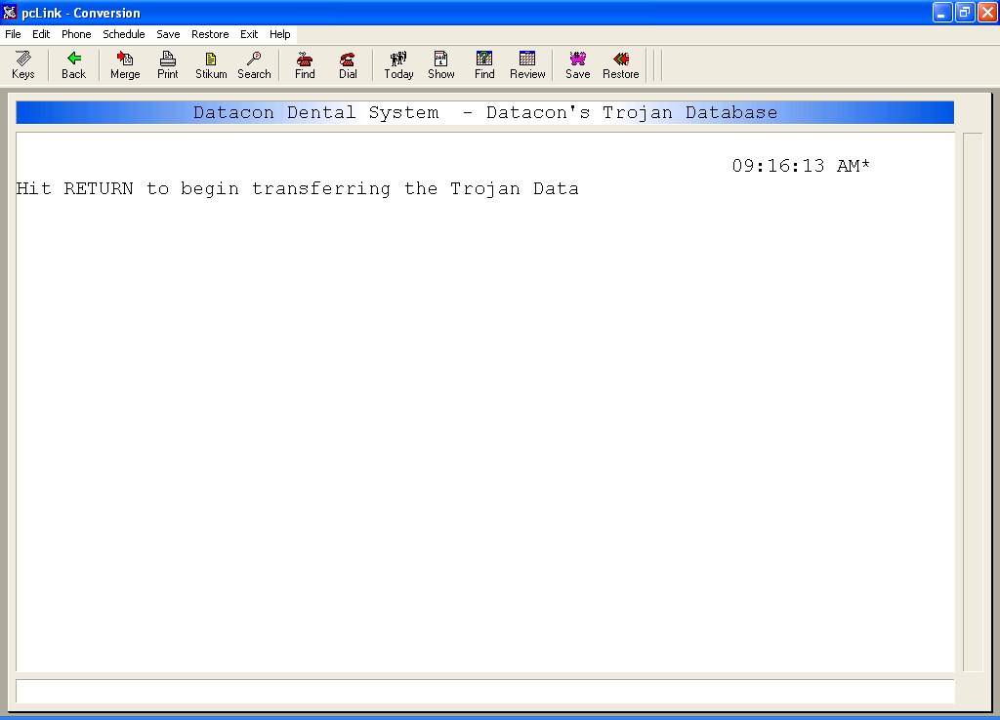 pcLink - Conversion
File Edit Phone Schedule Save Restore Exit Help
Keys Back Merge Print Stikum Search Find Dial Today Show Find Review Save Restore
Datacon Dental System - Datacon's Trojan Database
09:16:13 AM*
Hit RETURN to begin transferring the Trojan Data